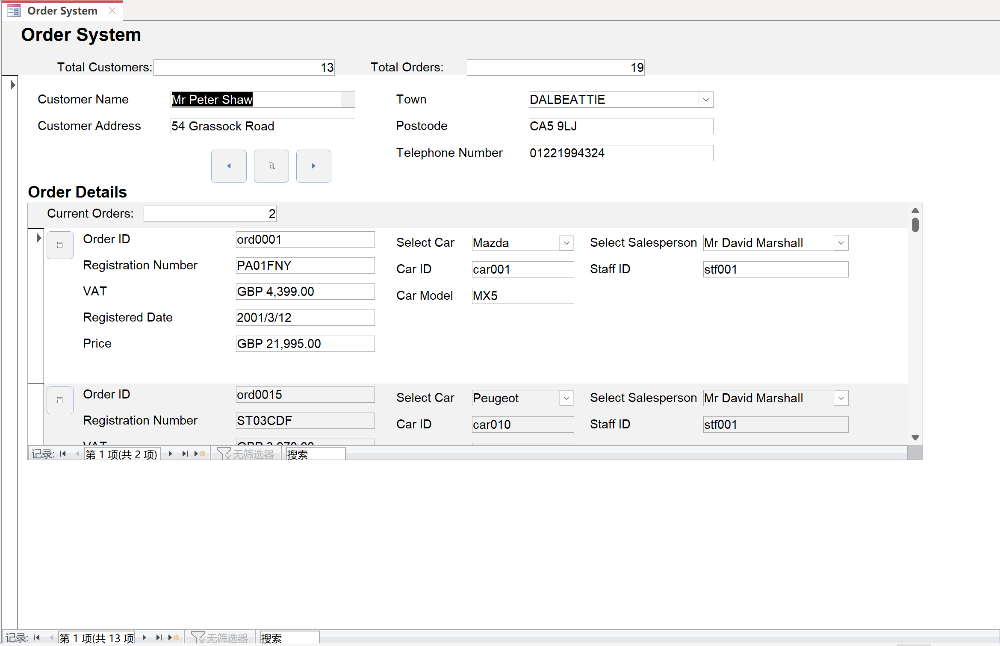 Order System
Order System
Total Customers: 13 Total Orders: 19
Customer Name Mr Peter Shaw Town DALBEATTIE
Customer Address 54 Grassock Road Postcode CA5 9LJ
Telephone Number 01221994324
Order Details
Current Orders: 2
Order ID ord0001 Select Car Mazda Select Salesperson Mr David Marshall
Registration Number PA01FNY Car ID car001 Staff ID stf001
VAT GBP 4,399.00 Car Model MX5
Registered Date 2001/3/12
Price GBP 21,995.00
Order ID ord0015 Select Car Peugeot Select Salesperson Mr David Marshall
Registration Number ST03CDF Car ID car010 Staff ID stf001
VAT GBP
记录: 第 1 项(共 2 项) 无筛选器 搜索
记录: 第 1 项(共 13 项 无筛选器 搜索